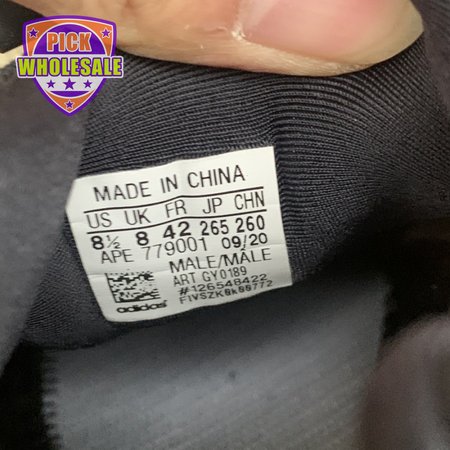 PICK
WHOLESALE
MADE IN CHINA
US UK FR JP CHN
8½ 8 42 265 260
APE 779001 09/20
MALE/MALE
ART GY0189
#126548422
FIVSZK0k00772
adidas